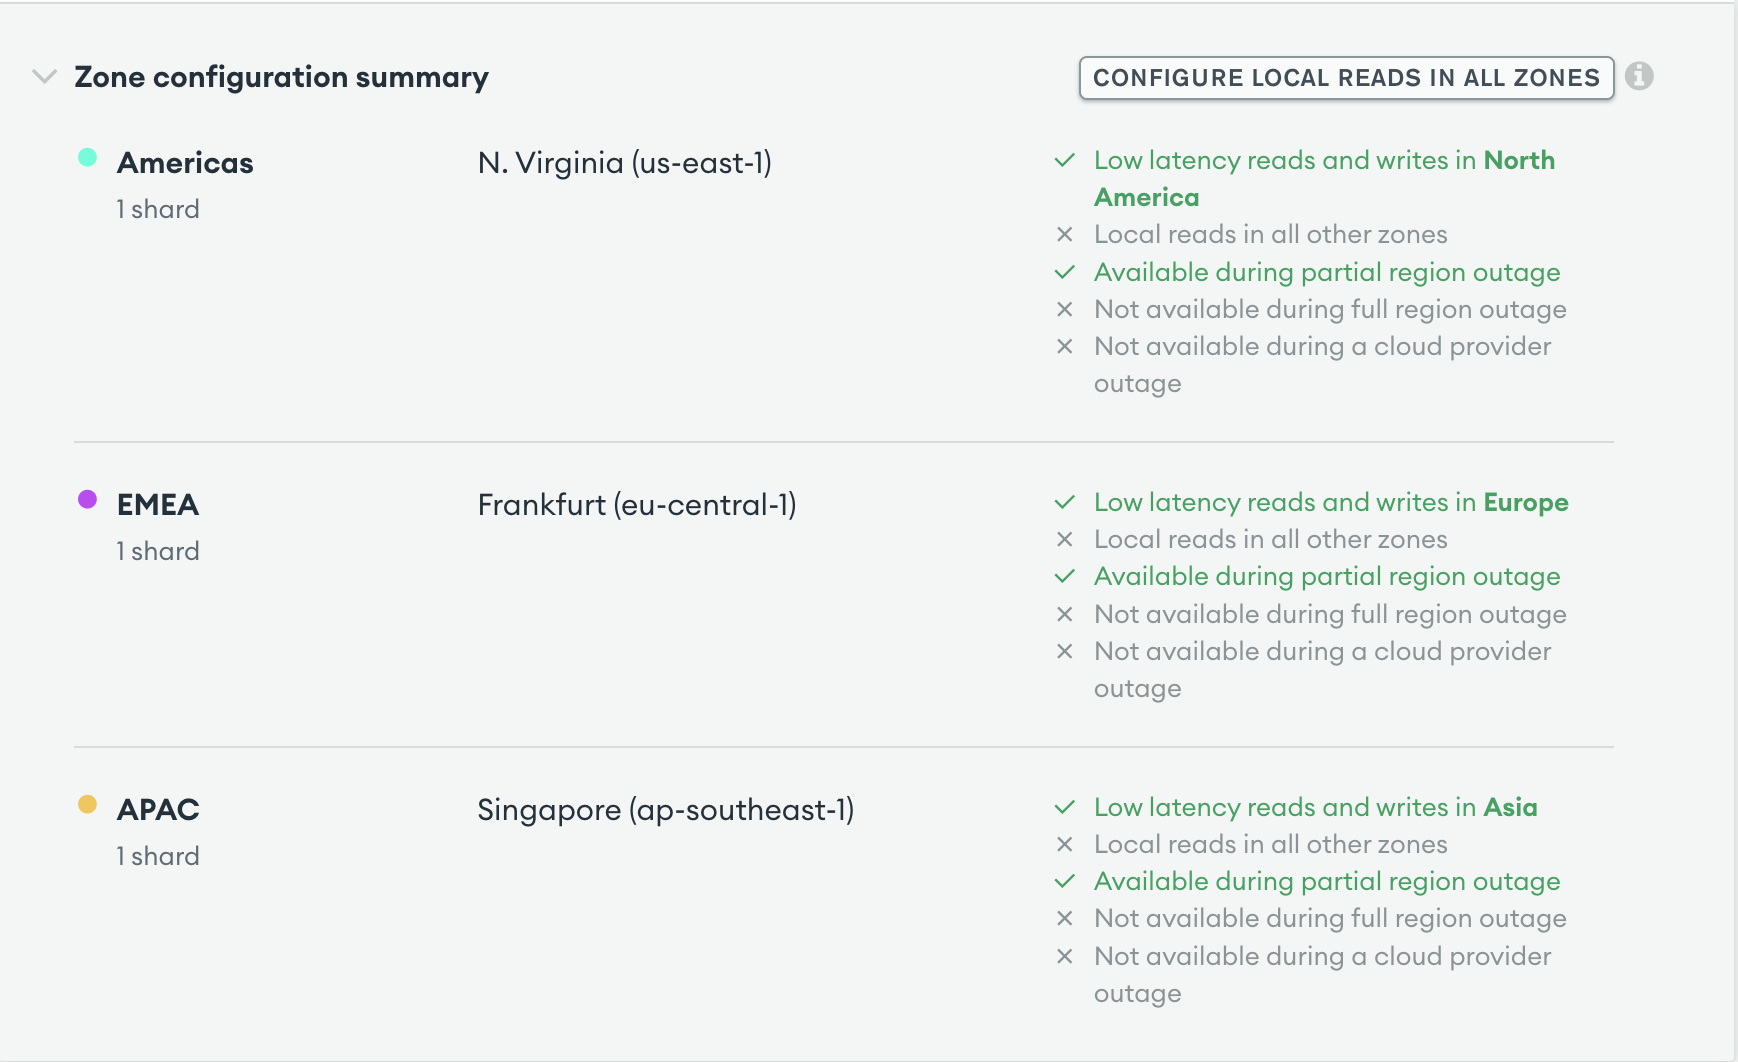 Zone configuration summary
CONFIGURE LOCAL READS IN ALL ZONES
Americas
1 shard
N. Virginia (us-east-1)
Low latency reads and writes in North
America
Local reads in all other zones
Available during partial region outage
Not available during full region outage
Not available during a cloud provider
outage
EMEA
1 shard
Frankfurt (eu-central-1)
Low latency reads and writes in Europe
Local reads in all other zones
Available during partial region outage
Not available during full region outage
Not available during a cloud provider
outage
APAC
1 shard
Singapore (ap-southeast-1)
Low latency reads and writes in Asia
Local reads in all other zones
Available during partial region outage
Not available during full region outage
Not available during a cloud provider
outage